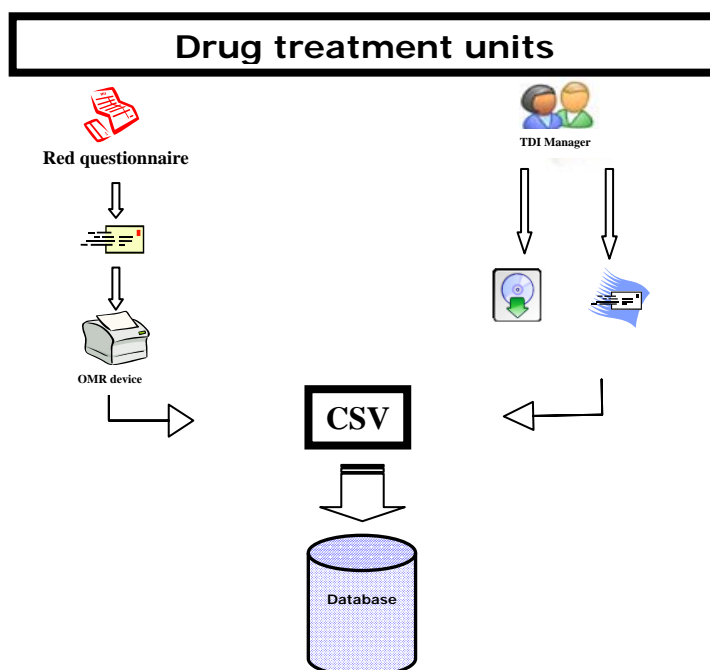 Drug treatment units
Red questionnaire
TDI Manager
OMR device
CSV
Database